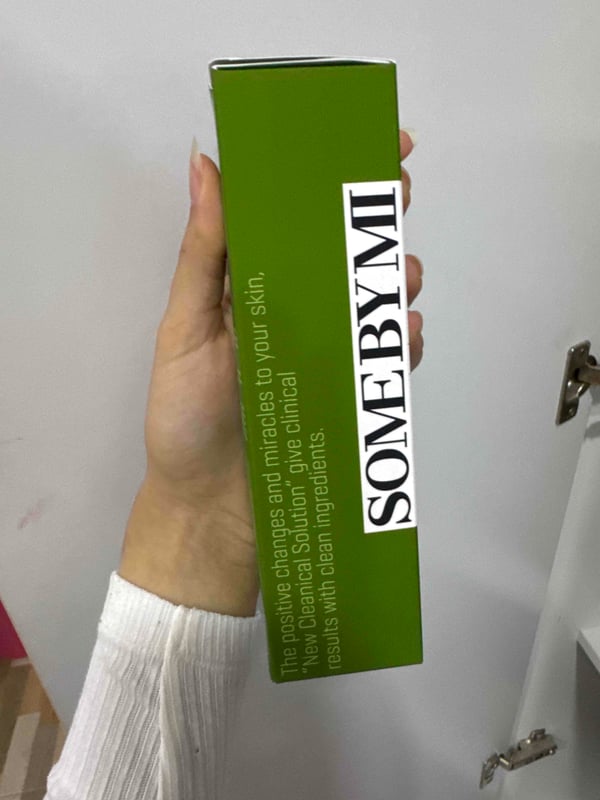 SOMEBYMI
The positive changes and miracles to your skin,
“New Cleanical Solution” give clinical
results with clean ingredients.